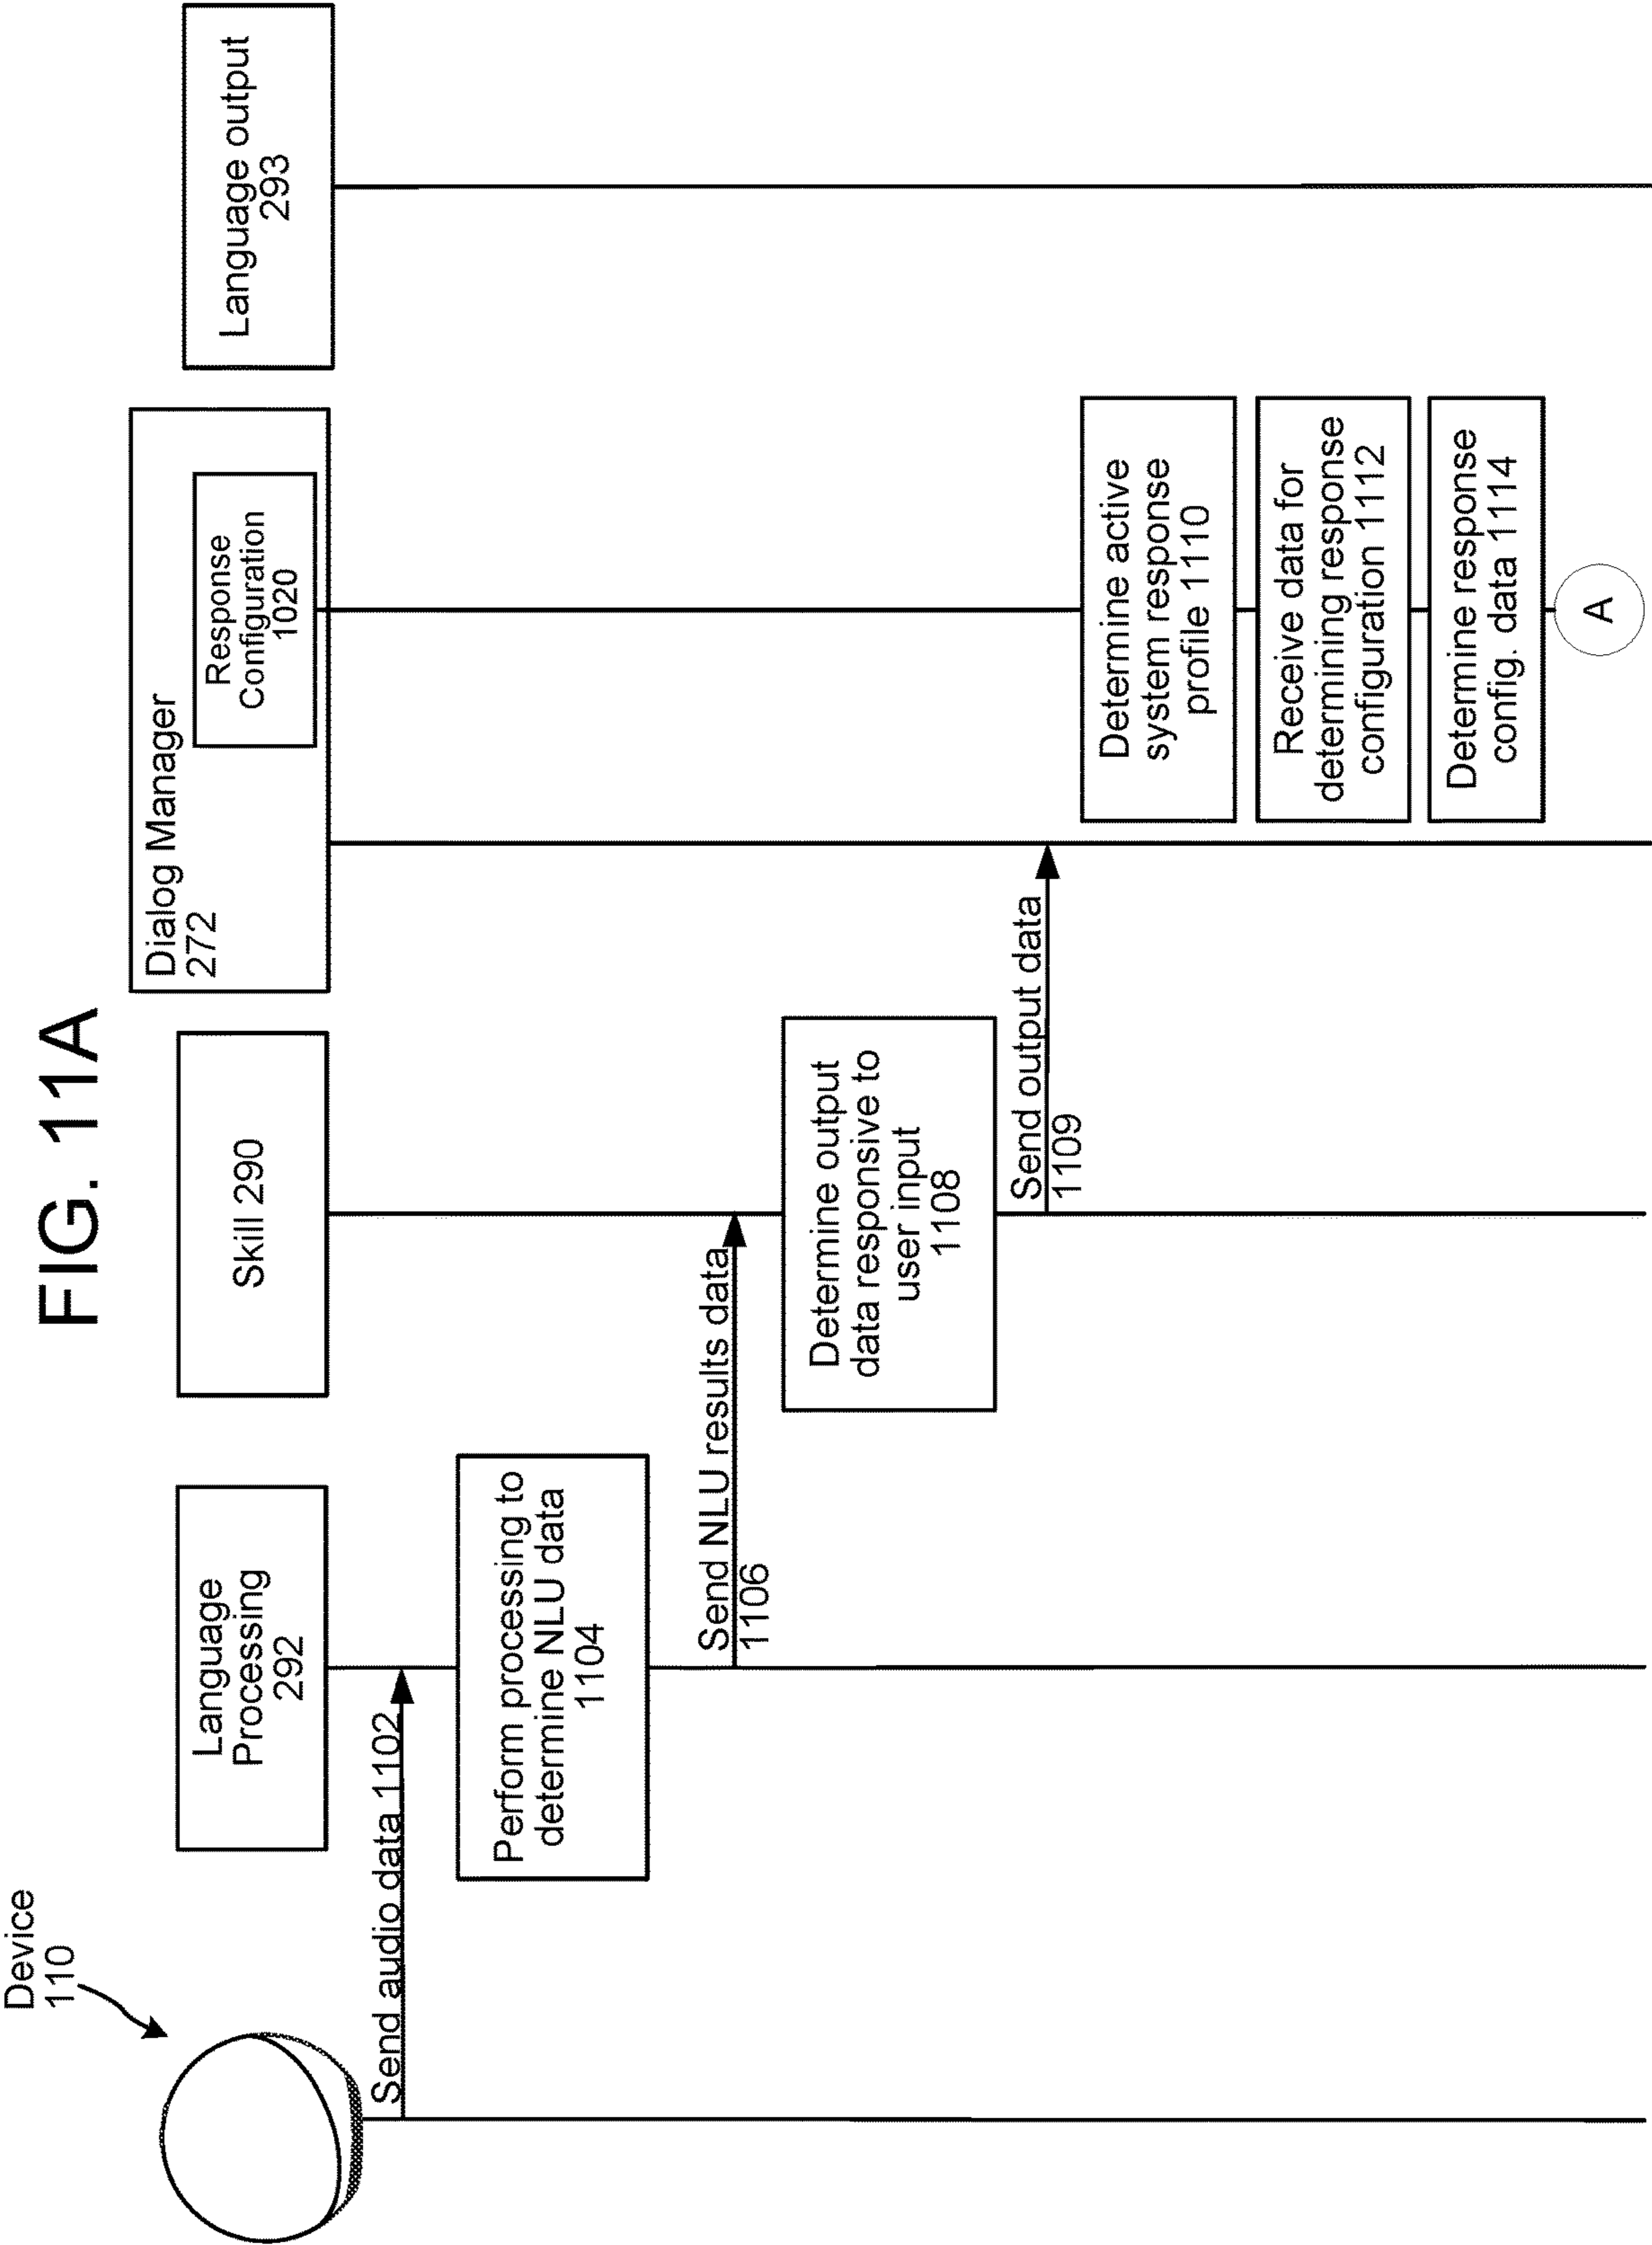 FIG. 11A
Device
110
Language
Processing
292
Skill 290
Dialog Manager
272
Response
Configuration
1020
Language output
293
Send audio data 1102
Perform processing to
determine NLU data
1104
Send NLU results data
1106
Determine output
data responsive to
user input
1108
Send output data
1109
Determine active
system response
profile 1110
Receive data for
determining response
configuration 1112
Determine response
config. data 1114
A